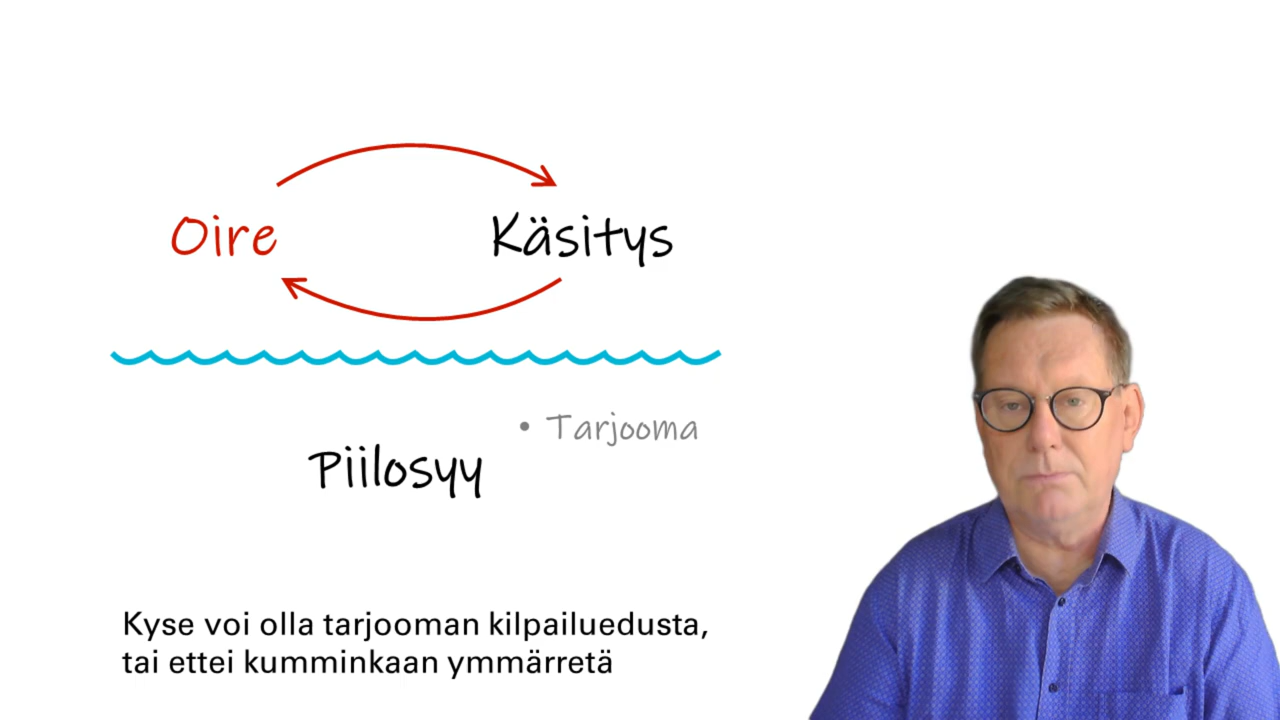 Oire
Käsitys
• Tarjooma
Piilosyy
Kyse voi olla tarjooman kilpailuedusta,
tai ettei kumminkaan ymmärretä